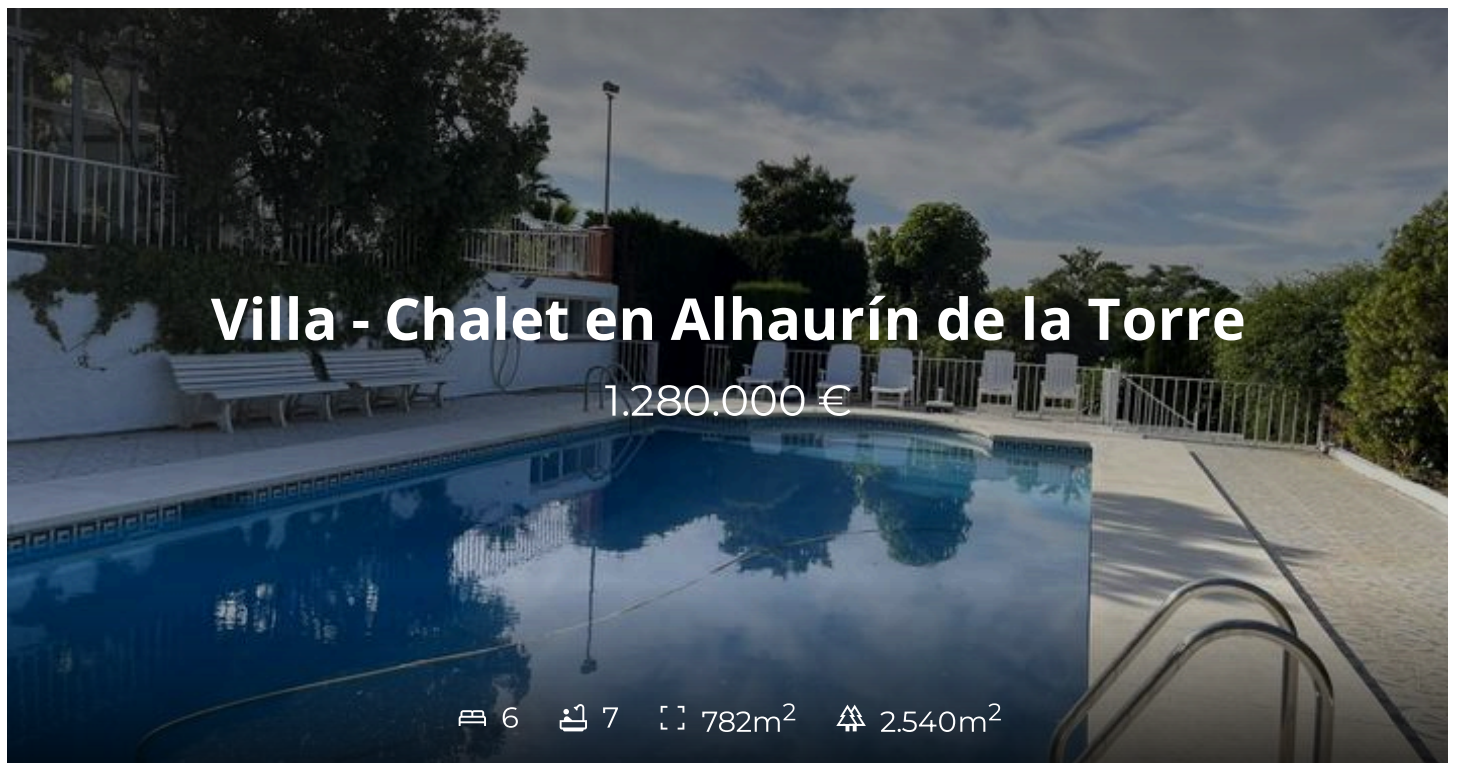 Villa - Chalet en Alhaurín de la Torre
1.280.000 €
6 7 782m² 2.540m²